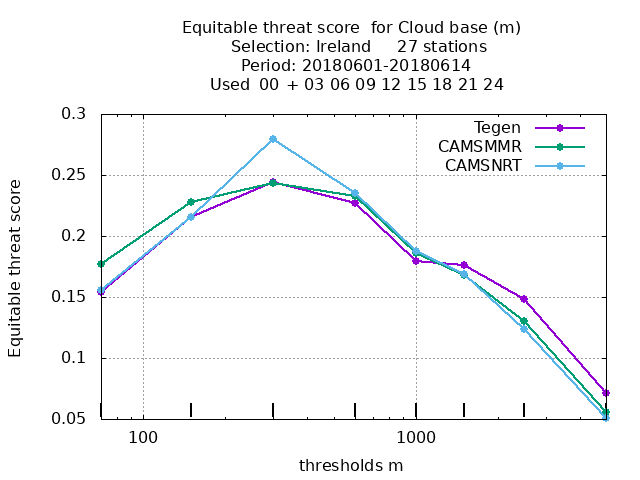 Equitable threat score  for Cloud base (m)
Selection: Ireland     27 stations
Period: 20180601-20180614
Used  00 + 03 06 09 12 15 18 21 24
Equitable threat score
0.3
0.25
0.2
0.15
0.1
0.05
Tegen
CAMSMMR
CAMSNRT
100
1000
thresholds m